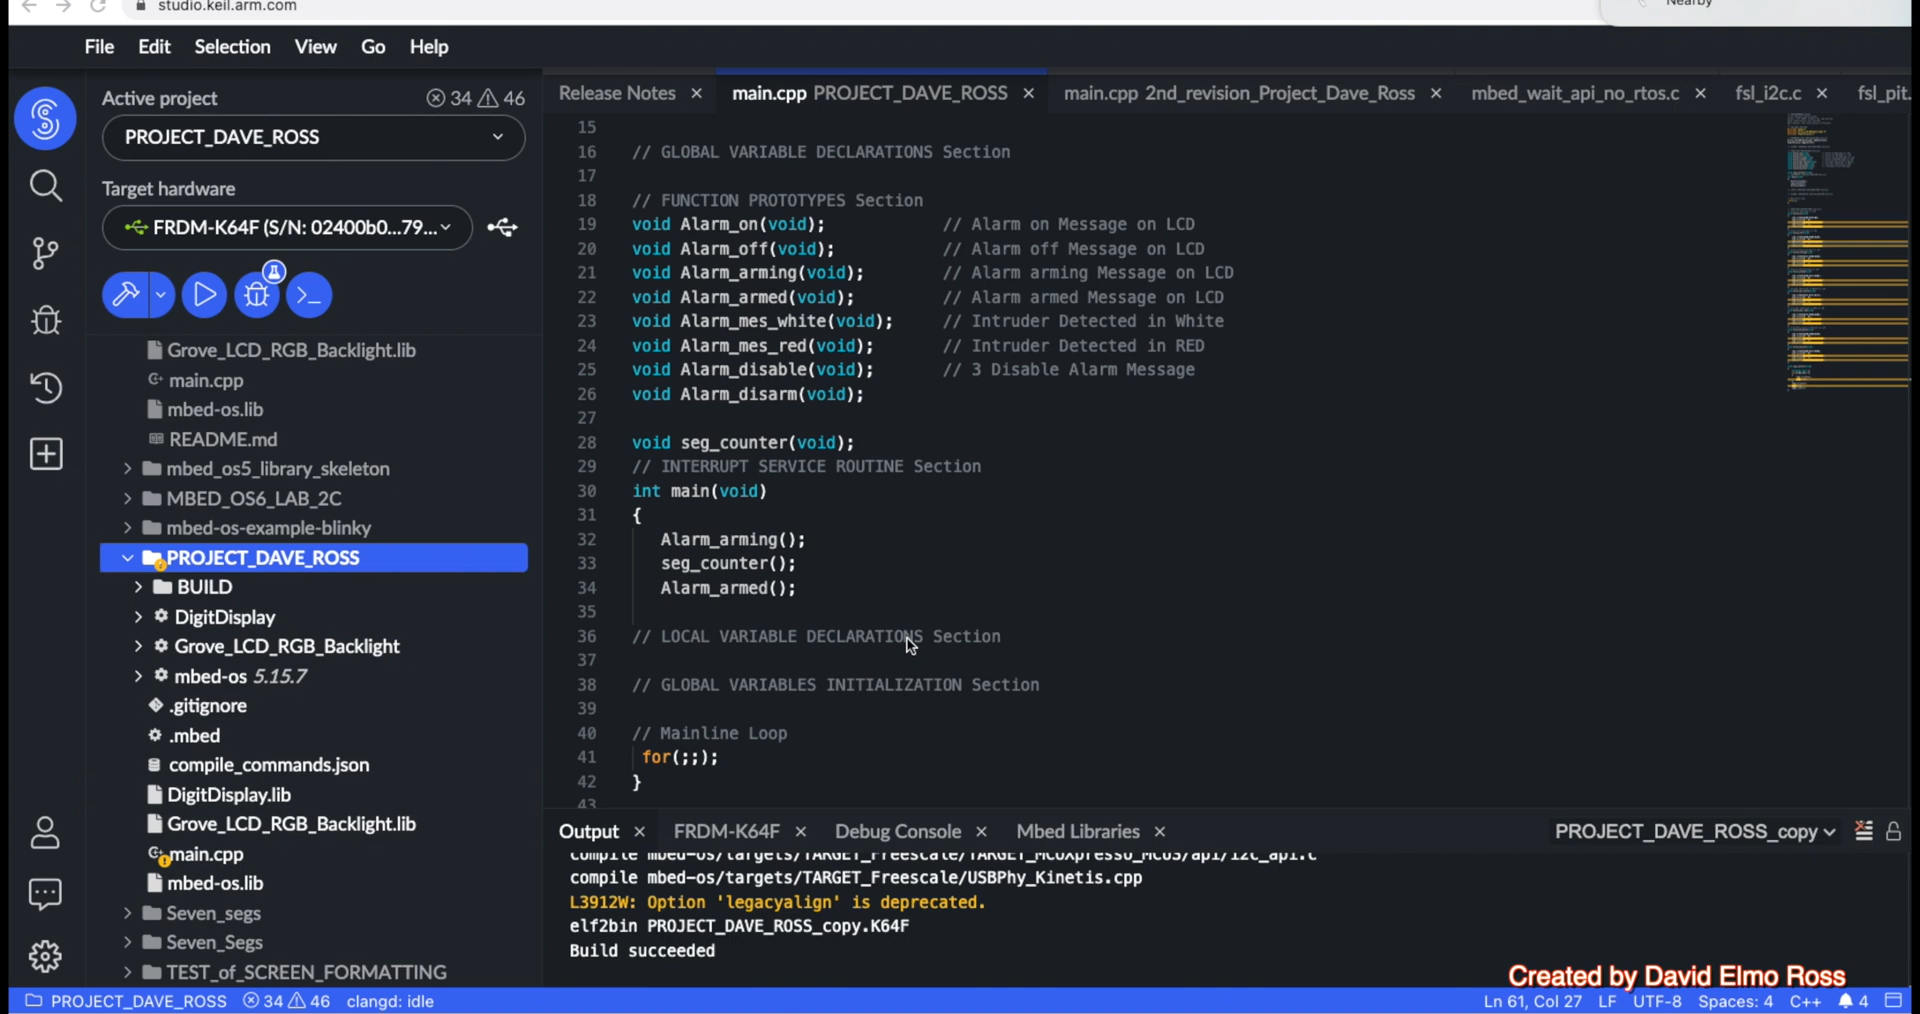 studio.keil.arm.com
Nearby
File Edit Selection View Go Help
Active project 34 46
PROJECT_DAVE_ROSS
Target hardware
FRDM-K64F (S/N: 02400b0...79...
Grove_LCD_RGB_Backlight.lib
main.cpp
mbed-os.lib
README.md
mbed_os5_library_skeleton
MBED_OS6_LAB_2C
mbed-os-example-blinky
PROJECT_DAVE_ROSS
BUILD
DigitDisplay
Grove_LCD_RGB_Backlight
mbed-os 5.15.7
.gitignore
.mbed
compile_commands.json
DigitDisplay.lib
Grove_LCD_RGB_Backlight.lib
main.cpp
mbed-os.lib
Seven_segs
Seven_Segs
TEST_of_SCREEN_FORMATTING
Release Notes main.cpp PROJECT_DAVE_ROSS main.cpp 2nd_revision_Project_Dave_Ross mbed_wait_api_no_rtos.c fsl_i2c.c fsl_pit.
15
16 // GLOBAL VARIABLE DECLARATIONS Section
17
18 // FUNCTION PROTOTYPES Section
19 void Alarm_on(void); // Alarm on Message on LCD
20 void Alarm_off(void); // Alarm off Message on LCD
21 void Alarm_arming(void); // Alarm arming Message on LCD
22 void Alarm_armed(void); // Alarm armed Message on LCD
23 void Alarm_mes_white(void); // Intruder Detected in White
24 void Alarm_mes_red(void); // Intruder Detected in RED
25 void Alarm_disable(void); // 3 Disable Alarm Message
26 void Alarm_disarm(void);
27
28 void seg_counter(void);
29 // INTERRUPT SERVICE ROUTINE Section
30 int main(void)
31 {
32 Alarm_arming();
33 seg_counter();
34 Alarm_armed();
35
36 // LOCAL VARIABLE DECLARATIONS Section
37
38 // GLOBAL VARIABLES INITIALIZATION Section
39
40 // Mainline Loop
41 for(;;);
42 }
43
Output FRDM-K64F Debug Console Mbed Libraries PROJECT_DAVE_ROSS_copy
compile mbed-os/targets/TARGET_Freescale/TARGET_MCUXpresso_MCUS/api/i2c_api.c
compile mbed-os/targets/TARGET_Freescale/USBPhy_Kinetis.cpp
L3912W: Option 'legacyalign' is deprecated.
elf2bin PROJECT_DAVE_ROSS_copy.K64F
Build succeeded
Created by David Elmo Ross
PROJECT_DAVE_ROSS 34 46 clangd: idle Ln 61, Col 27 LF UTF-8 Spaces: 4 C++ 4